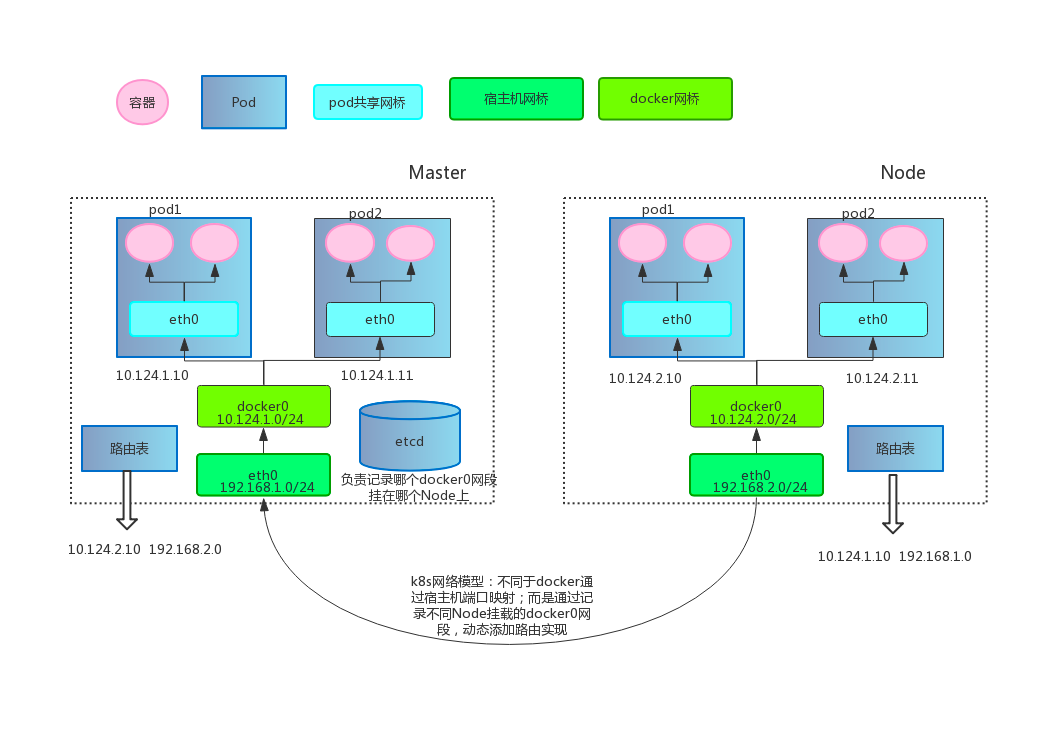 容器
Pod
pod共享网桥
宿主机网桥
docker网桥
Master
Node
pod1
pod2
eth0
eth0
10.124.1.10
10.124.1.11
docker0
10.124.1.0/24
etcd
路由表
eth0
192.168.1.0/24
负责记录哪个docker0网段
挂在哪个Node上
10.124.2.10 192.168.2.0
pod1
pod2
eth0
eth0
10.124.2.10
10.124.2.11
docker0
10.124.2.0/24
路由表
eth0
192.168.2.0/24
10.124.1.10 192.168.1.0
k8s网络模型：不同于docker通
过宿主机端口映射；而是通过记
录不同Node挂载的docker0网
段，动态添加路由实现